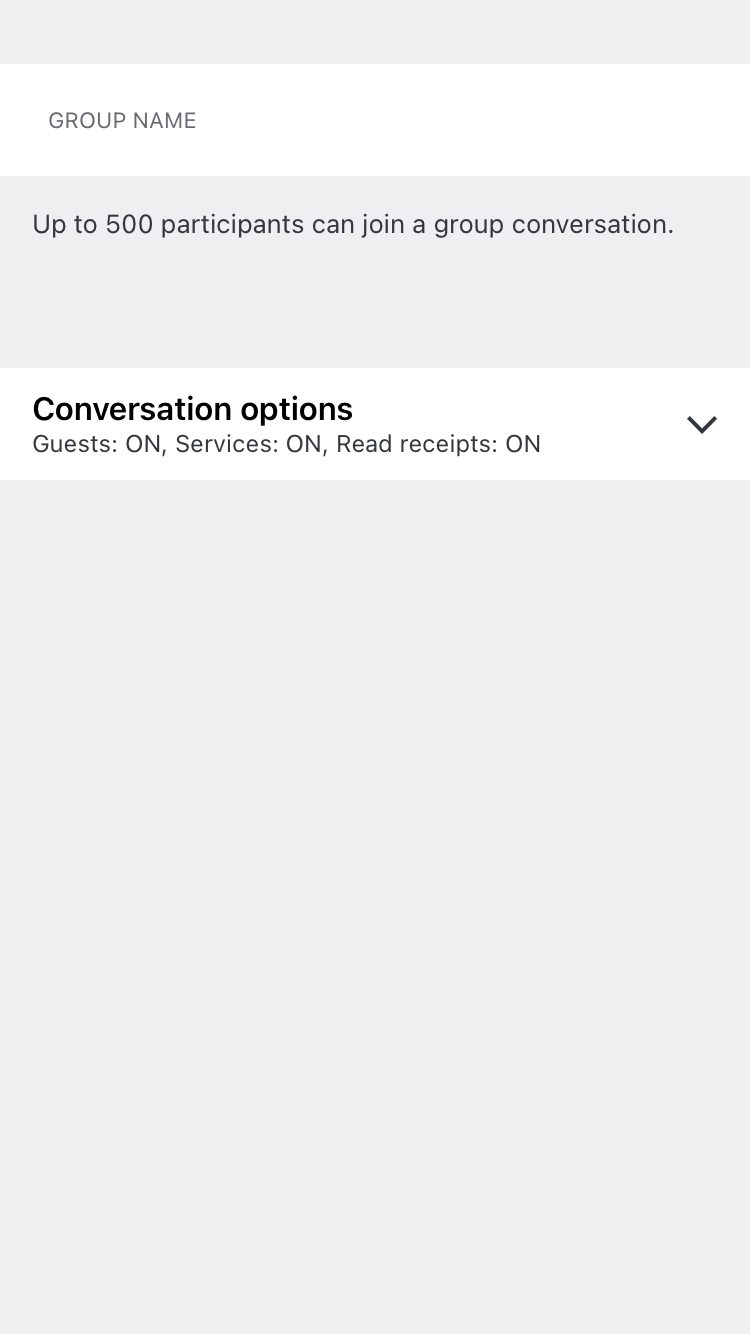 GROUP NAME
Up to 500 participants can join a group conversation.
Conversation options
Guests: ON, Services: ON, Read receipts: ON